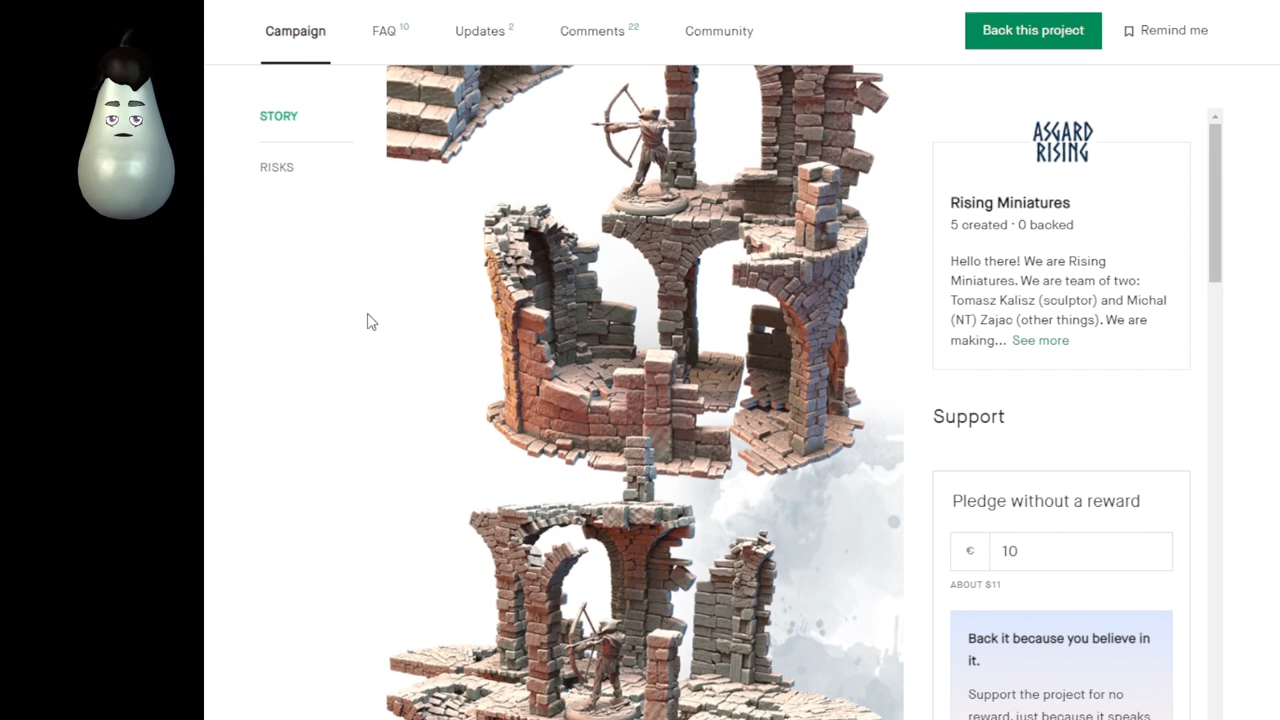 Campaign
FAQ 10
Updates 2
Comments 22
Community
Back this project
Remind me
STORY
RISKS
ASGARD
RISING
Rising Miniatures
5 created · 0 backed
Hello there! We are Rising
Miniatures. We are team of two:
Tomasz Kalisz (sculptor) and Michal
(NT) Zajac (other things). We are
making... See more
Support
Pledge without a reward
€ 10
ABOUT $11
Back it because you believe in
it.
Support the project for no
reward, just because it speaks